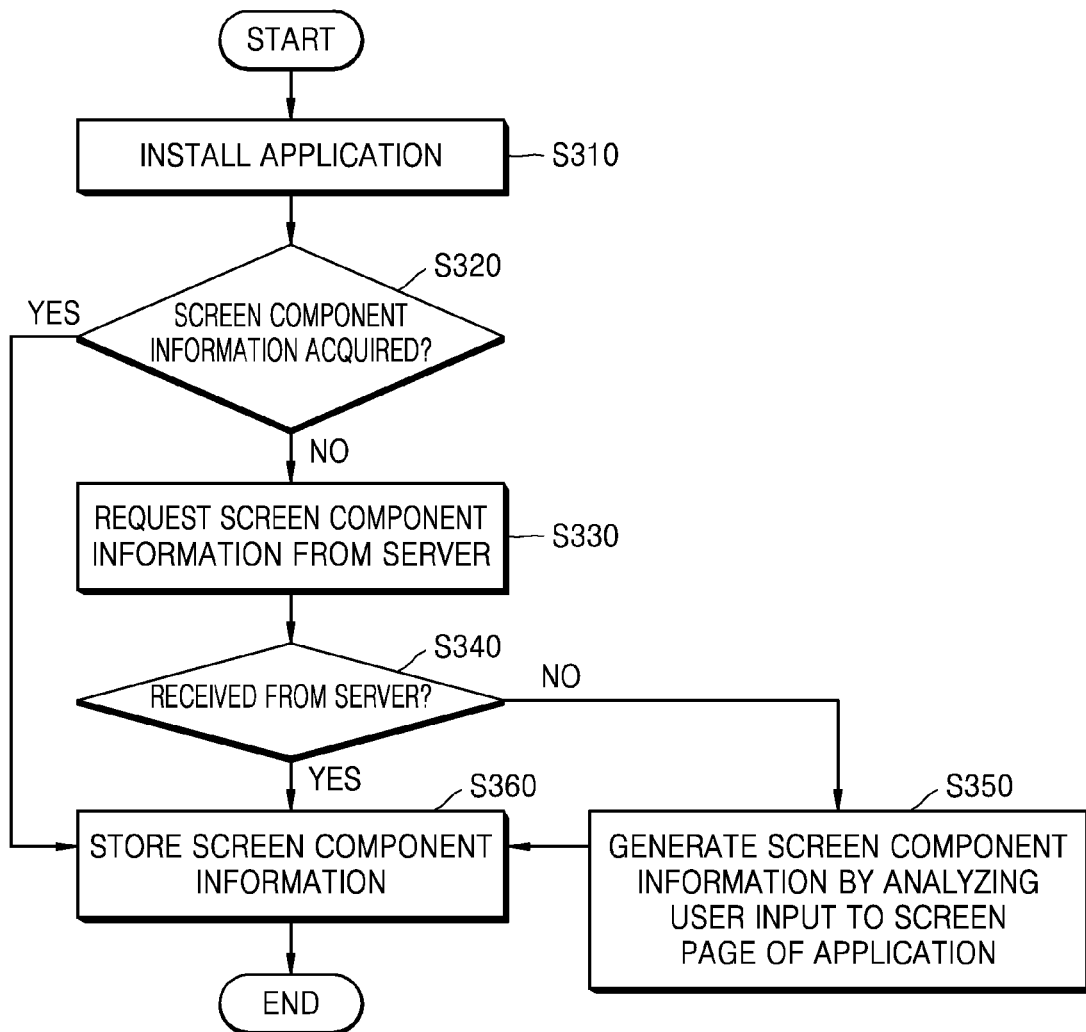 START
INSTALL APPLICATION
S310
S320
YES
SCREEN COMPONENT
INFORMATION ACQUIRED?
NO
REQUEST SCREEN COMPONENT
INFORMATION FROM SERVER
S330
S340
RECEIVED FROM SERVER?
NO
YES
S360
STORE SCREEN COMPONENT
INFORMATION
S350
GENERATE SCREEN COMPONENT
INFORMATION BY ANALYZING
USER INPUT TO SCREEN
PAGE OF APPLICATION
END